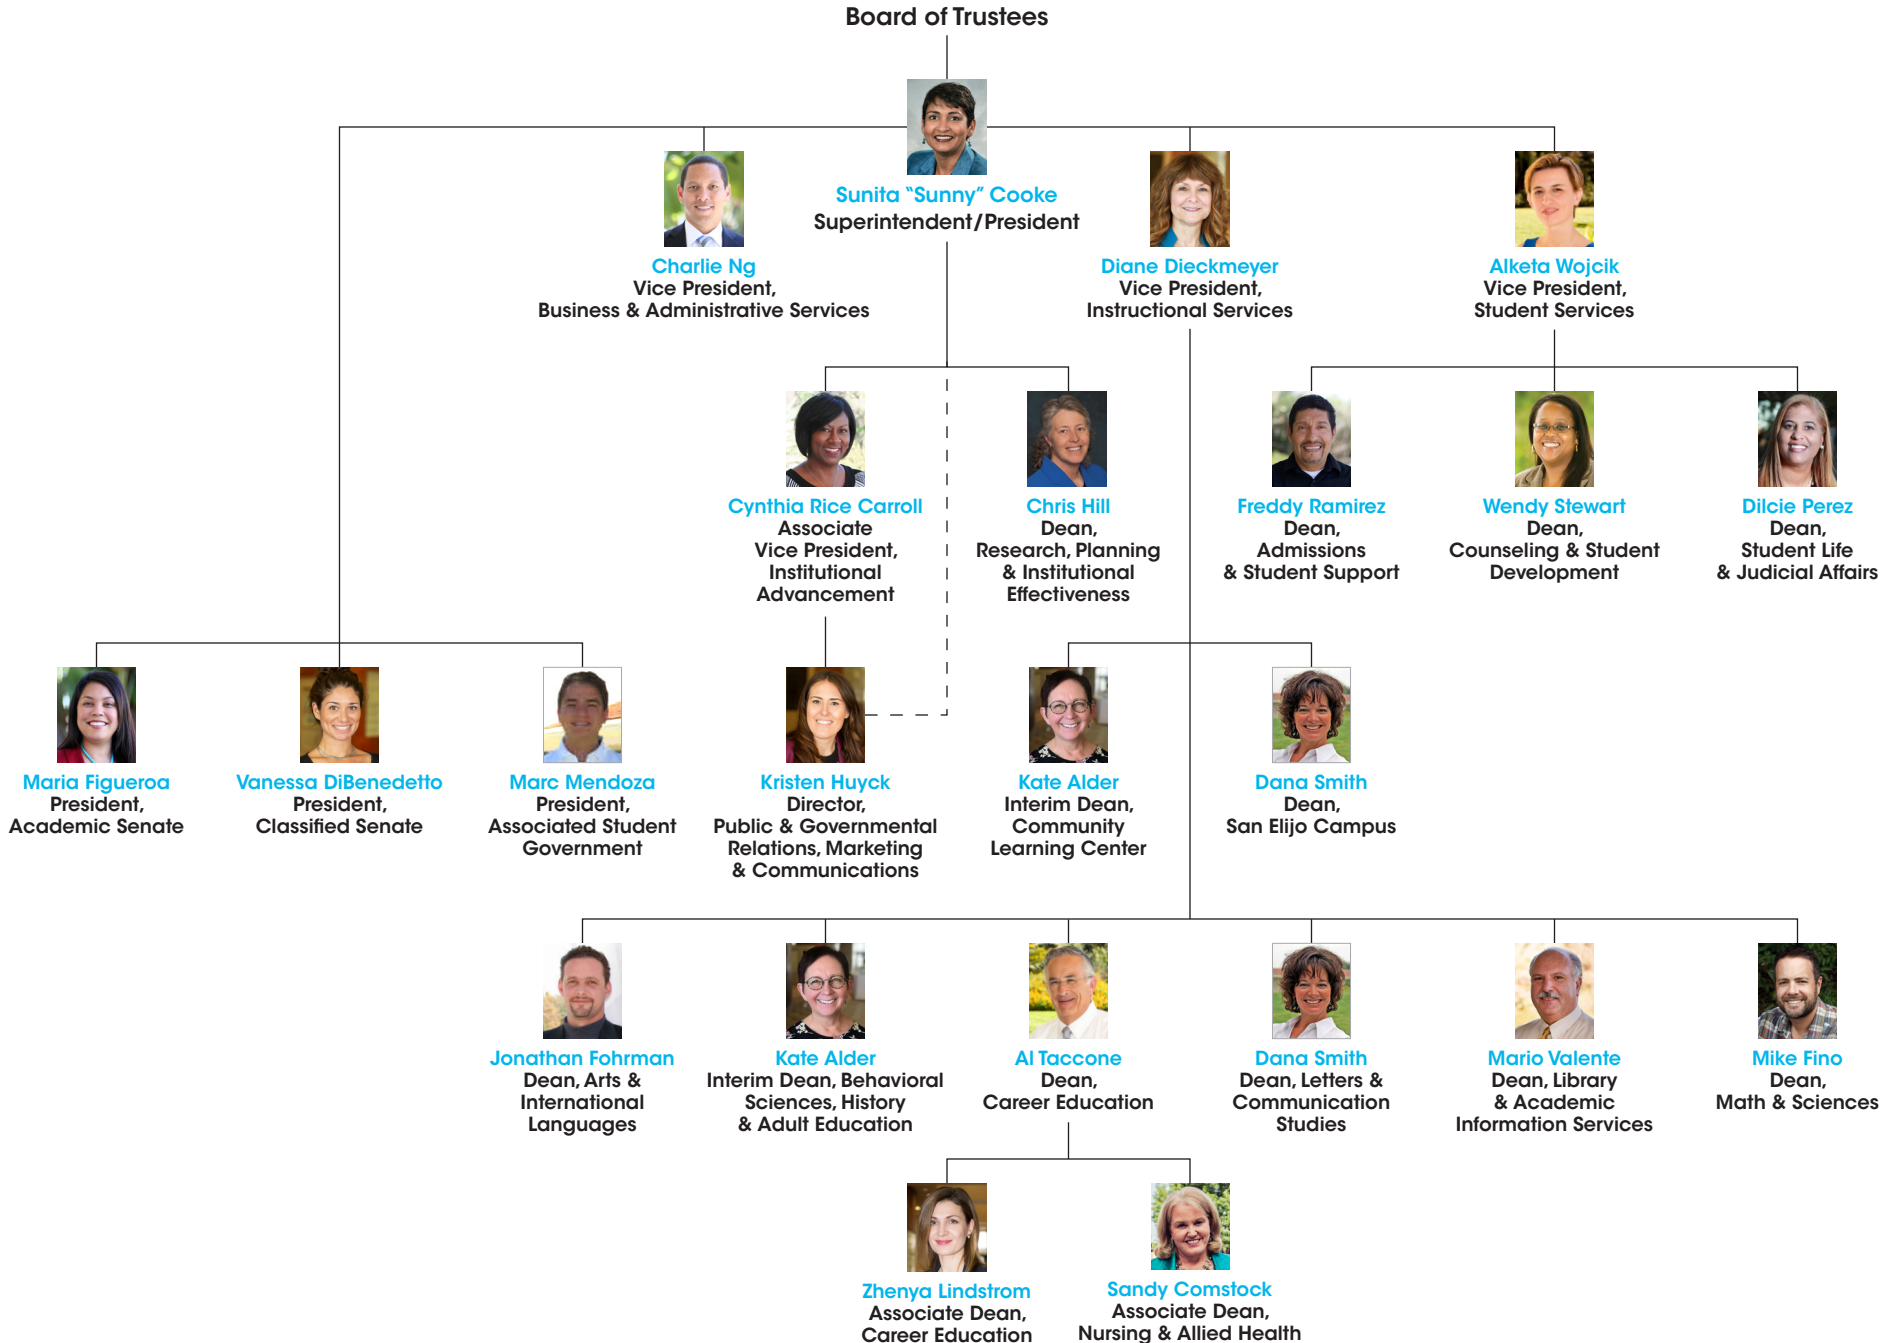 Board of Trustees
Sunita “Sunny” Cooke
Superintendent/President
Charlie Ng
Vice President,
Business & Administrative Services
Diane Dieckmeyer
Vice President,
Instructional Services
Alketa Wojcik
Vice President,
Student Services
Cynthia Rice Carroll
Associate
Vice President,
Institutional
Advancement
Chris Hill
Dean,
Research, Planning
& Institutional
Effectiveness
Freddy Ramirez
Dean,
Admissions
& Student Support
Wendy Stewart
Dean,
Counseling & Student
Development
Dilcie Perez
Dean,
Student Life
& Judicial Affairs
Maria Figueroa
President,
Academic Senate
Vanessa DiBenedetto
President,
Classified Senate
Marc Mendoza
President,
Associated Student
Government
Kristen Huyck
Director,
Public & Governmental
Relations, Marketing
& Communications
Kate Alder
Interim Dean,
Community
Learning Center
Dana Smith
Dean,
San Elijo Campus
Jonathan Fohrman
Dean, Arts &
International
Languages
Kate Alder
Interim Dean, Behavioral
Sciences, History
& Adult Education
Al Taccone
Dean,
Career Education
Dana Smith
Dean, Letters &
Communication
Studies
Mario Valente
Dean, Library
& Academic
Information Services
Mike Fino
Dean,
Math & Sciences
Zhenya Lindstrom
Associate Dean,
Career Education
Sandy Comstock
Associate Dean,
Nursing & Allied Health